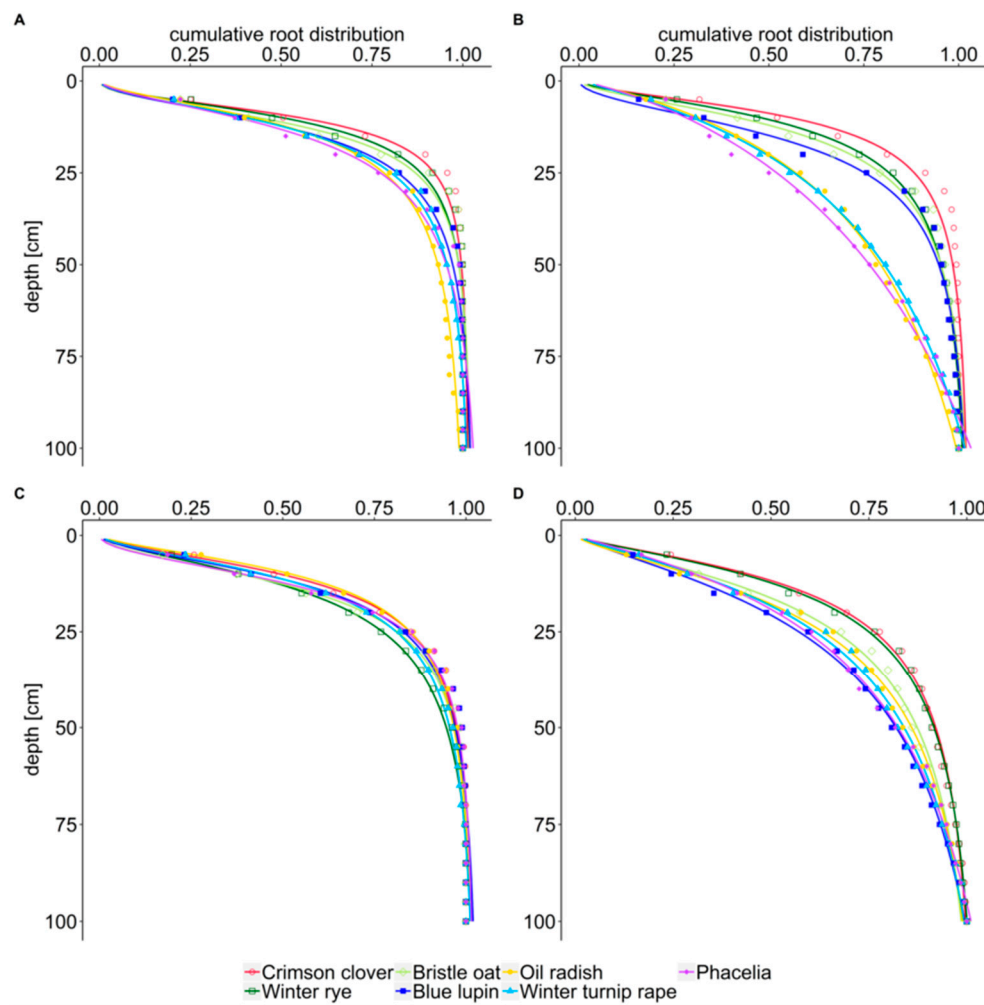 A
B
cumulative root distribution
cumulative root distribution
0.00 0.25 0.50 0.75 1.00
0.00 0.25 0.50 0.75 1.00
0
25
50
75
100
depth [cm]
0
25
50
75
100
C
D
0.00 0.25 0.50 0.75 1.00
0.00 0.25 0.50 0.75 1.00
0
25
50
75
100
depth [cm]
0
25
50
75
100
Crimson clover Bristle oat Oil radish Phacelia
Winter rye Blue lupin Winter turnip rape